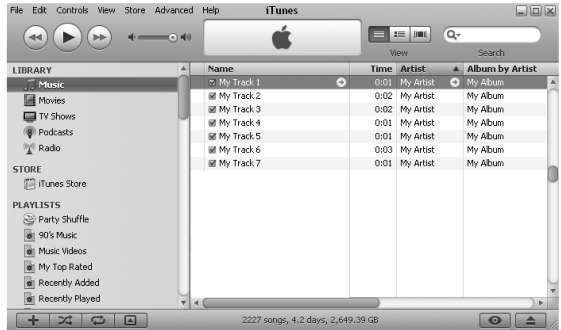 File Edit Controls View Store Advanced Help iTunes
View Search
LIBRARY
Music
Movies
TV Shows
Podcasts
Radio
STORE
iTunes Store
PLAYLISTS
Party Shuffle
90's Music
Music Videos
My Top Rated
Recently Added
Recently Played
Name Time Artist Album by Artist
My Track 1 0:01 My Artist My Album
My Track 2 0:02 My Artist My Album
My Track 3 0:02 My Artist My Album
My Track 4 0:01 My Artist My Album
My Track 5 0:01 My Artist My Album
My Track 6 0:03 My Artist My Album
My Track 7 0:01 My Artist My Album
2227 songs, 4.2 days, 2,649.39 GB